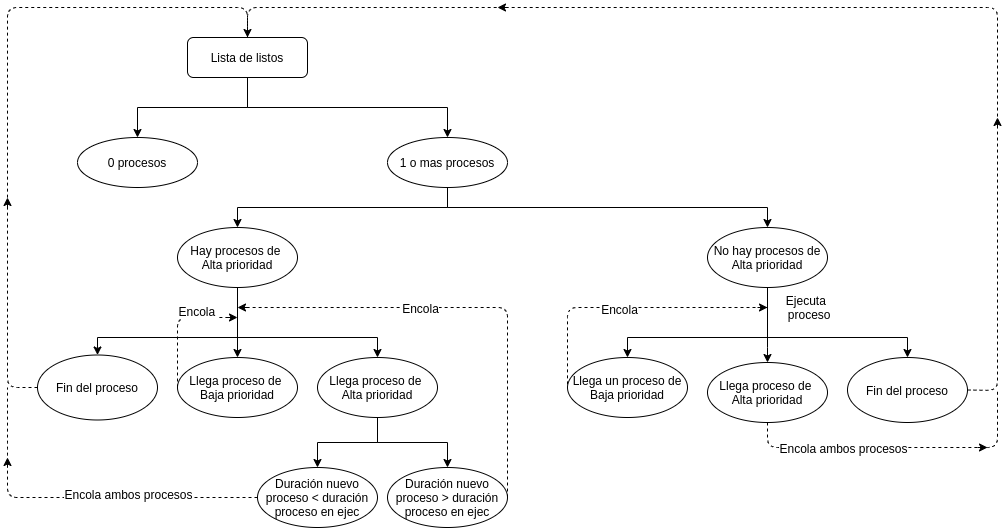 Lista de listos
0 procesos
1 o mas procesos
Hay procesos de
Alta prioridad
No hay procesos de
Alta prioridad
Encola
Encola
Encola
Ejecuta
proceso
Fin del proceso
Llega proceso de
Baja prioridad
Llega proceso de
Alta prioridad
Llega un proceso de
Baja prioridad
Llega proceso de
Alta prioridad
Fin del proceso
Encola ambos procesos
Encola ambos procesos
Duración nuevo
proceso < duración
proceso en ejec
Duración nuevo
proceso > duración
proceso en ejec